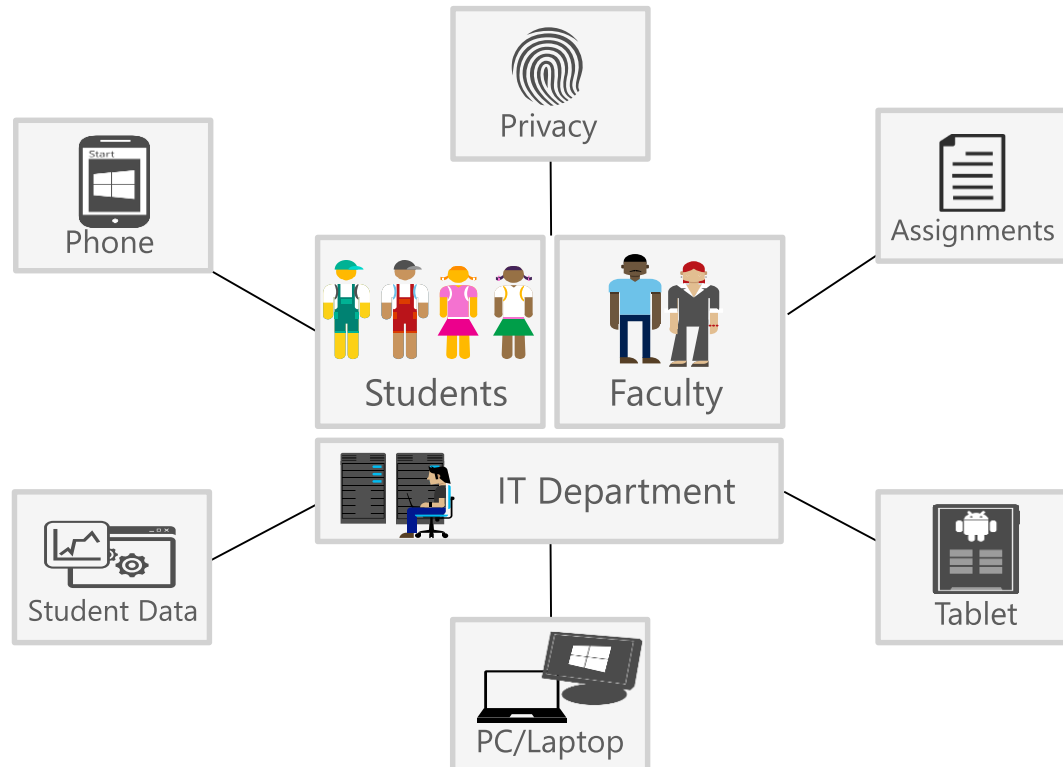 Privacy
Start
Phone
Assignments
Students
Faculty
IT Department
Student Data
Tablet
PC/Laptop